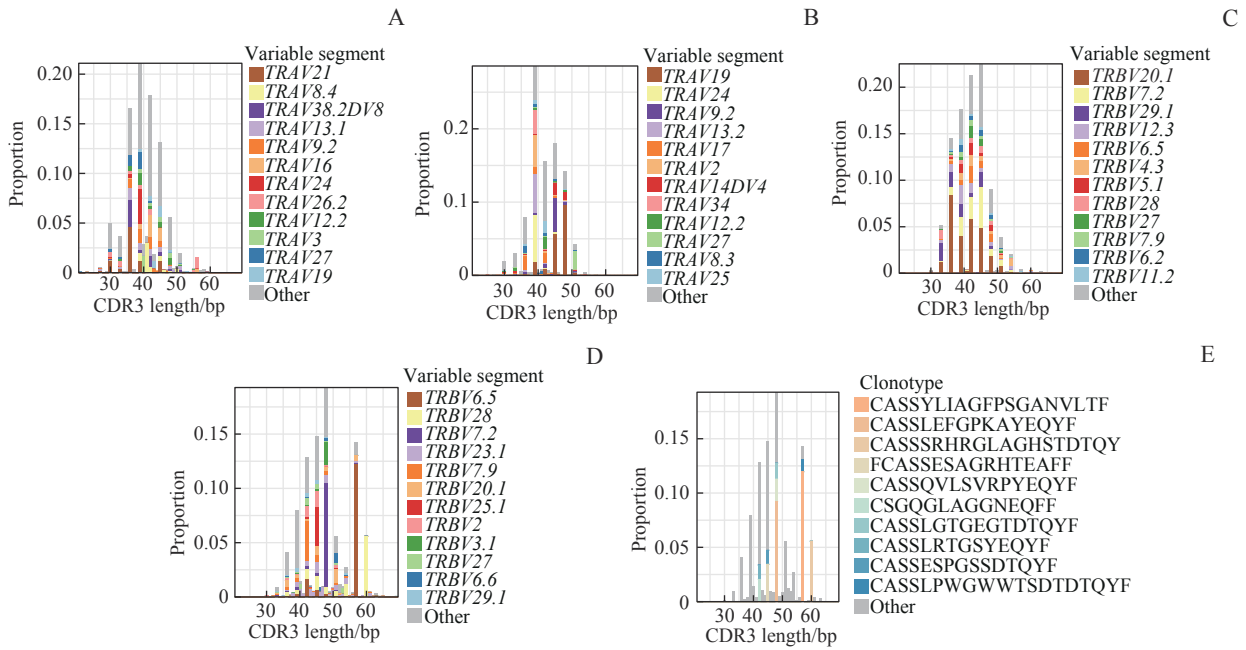 A
Variable segment
TRAV21
TRAV8.4
TRAV38.2DV8
TRAV13.1
TRAV9.2
TRAV16
TRAV24
TRAV26.2
TRAV12.2
TRAV3
TRAV27
TRAV19
Other
0.20
0.15
0.10
0.05
0
Proportion
30 40 50 60
CDR3 length/bp
B
Variable segment
TRAV19
TRAV24
TRAV9.2
TRAV13.2
TRAV17
TRAV2
TRAV14DV4
TRAV34
TRAV12.2
TRAV27
TRAV8.3
TRAV25
Other
0.2
0.1
0
Proportion
30 40 50 60
CDR3 length/bp
C
Variable segment
TRBV20.1
TRBV7.2
TRBV29.1
TRBV12.3
TRBV6.5
TRBV4.3
TRBV5.1
TRBV28
TRBV27
TRBV7.9
TRBV6.2
TRBV11.2
Other
0.20
0.15
0.10
0.05
0
Proportion
30 40 50 60
CDR3 length/bp
D
Variable segment
TRBV6.5
TRBV28
TRBV7.2
TRBV23.1
TRBV7.9
TRBV20.1
TRBV25.1
TRBV2
TRBV3.1
TRBV27
TRBV6.6
TRBV29.1
Other
0.15
0.10
0.05
0
Proportion
30 40 50 60
CDR3 length/bp
E
Clonotype
CASSYLIAGFPSGANVLTF
CASSLEFGPKAYEQYF
CASSSRHRGLAGHSTDTQY
FCASSESAGRHTEAFF
CASSQVLSVRPYEQYF
CSGQGLAGGNEQFF
CASSLGTGEGTDTQYF
CASSLRTGSYEQYF
CASSESPGSSDTQYF
CASSLPWGWWTSDTDTQYF
Other
0.15
0.10
0.05
0
Proportion
30 40 50 60
CDR3 length/bp